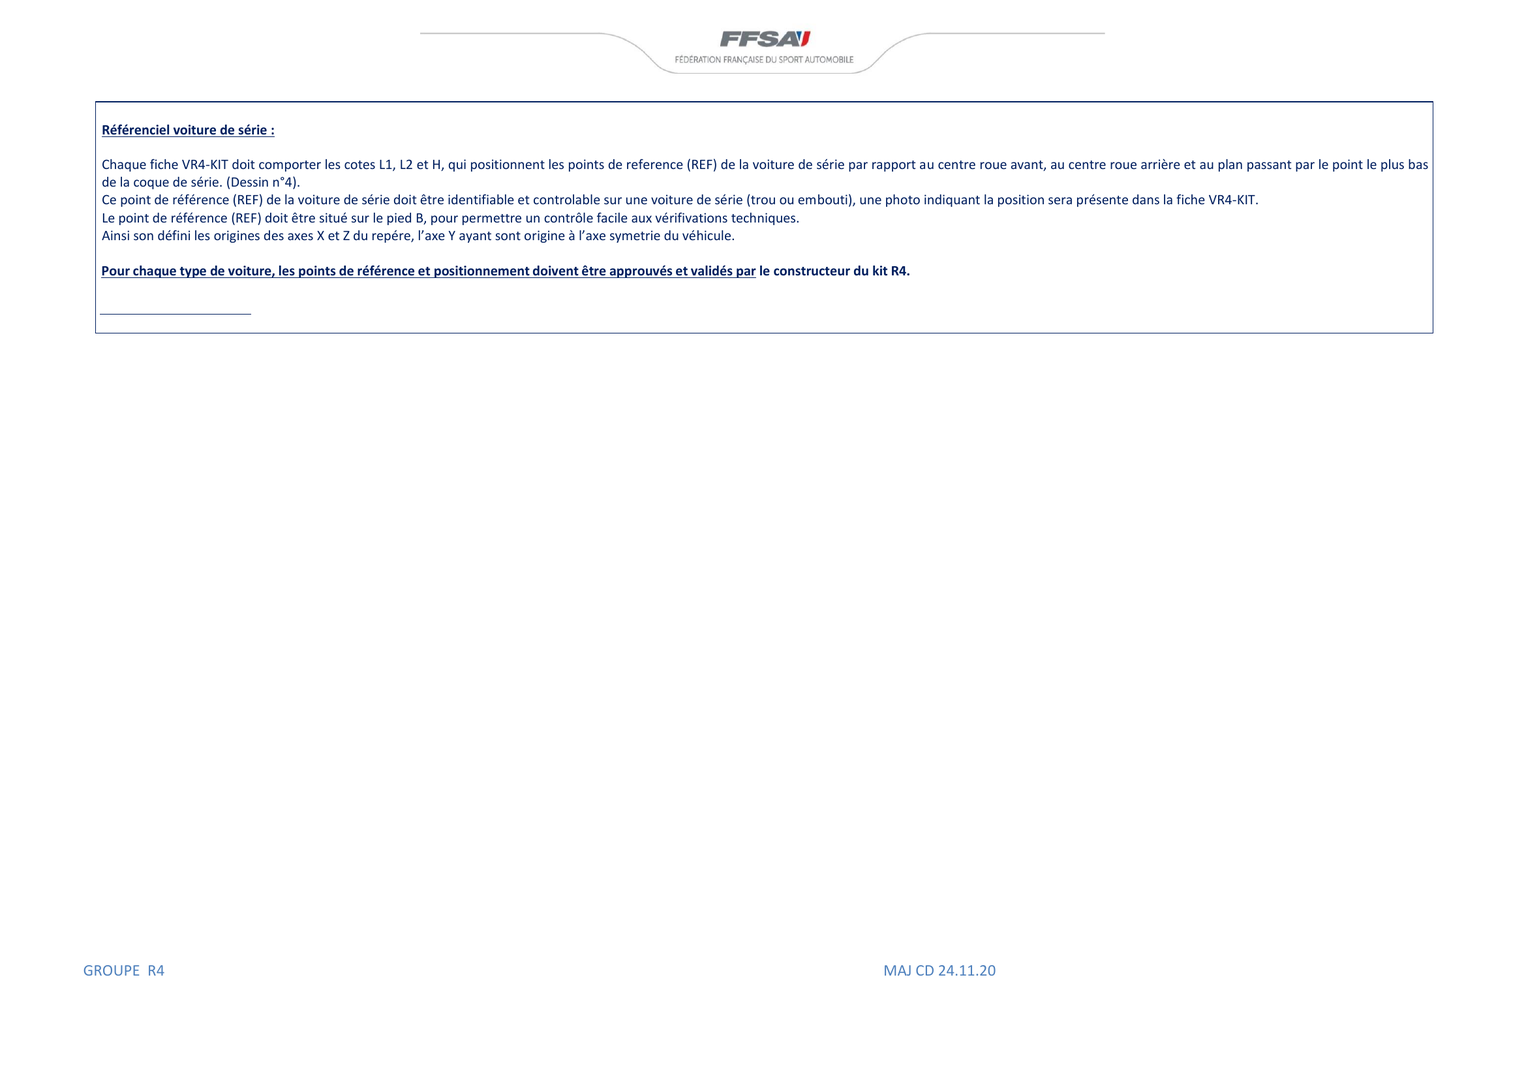 FFSA
FÉDÉRATION FRANÇAISE DU SPORT AUTOMOBILE
Référenciel voiture de série :
Chaque fiche VR4-KIT doit comporter les cotes L1, L2 et H, qui positionnent les points de reference (REF) de la voiture de série par rapport au centre roue avant, au centre roue arrière et au plan passant par le point le plus bas
de la coque de série. (Dessin n°4).
Ce point de référence (REF) de la voiture de série doit être identifiable et controlable sur une voiture de série (trou ou embouti), une photo indiquant la position sera présente dans la fiche VR4-KIT.
Le point de référence (REF) doit être situé sur le pied B, pour permettre un contrôle facile aux vérifivations techniques.
Ainsi son défini les origines des axes X et Z du repére, l’axe Y ayant sont origine à l’axe symetrie du véhicule.
Pour chaque type de voiture, les points de référence et positionnement doivent être approuvés et validés par le constructeur du kit R4.
GROUPE R4
MAJ CD 24.11.20